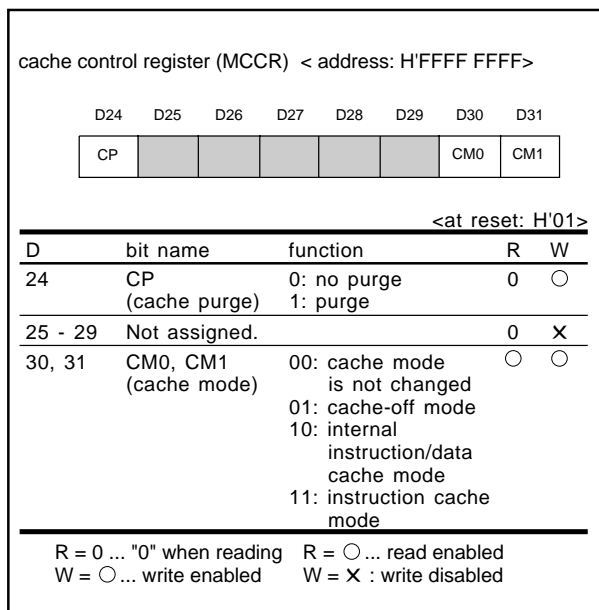 cache control register (MCCR) < address: H'FFFF FFFF>
D24 D25 D26 D27 D28 D29 D30 D31
CP CM0 CM1
<at reset: H'01>
D bit name function R W
24 CP 0: no purge 0 ○
(cache purge) 1: purge
25 - 29 Not assigned. 0 ×
30, 31 CM0, CM1 00: cache mode ○ ○
(cache mode) is not changed
01: cache-off mode
10: internal
instruction/data
cache mode
11: instruction cache
mode
R = 0 ... "0" when reading R = ○ ... read enabled
W = ○ ... write enabled W = × : write disabled